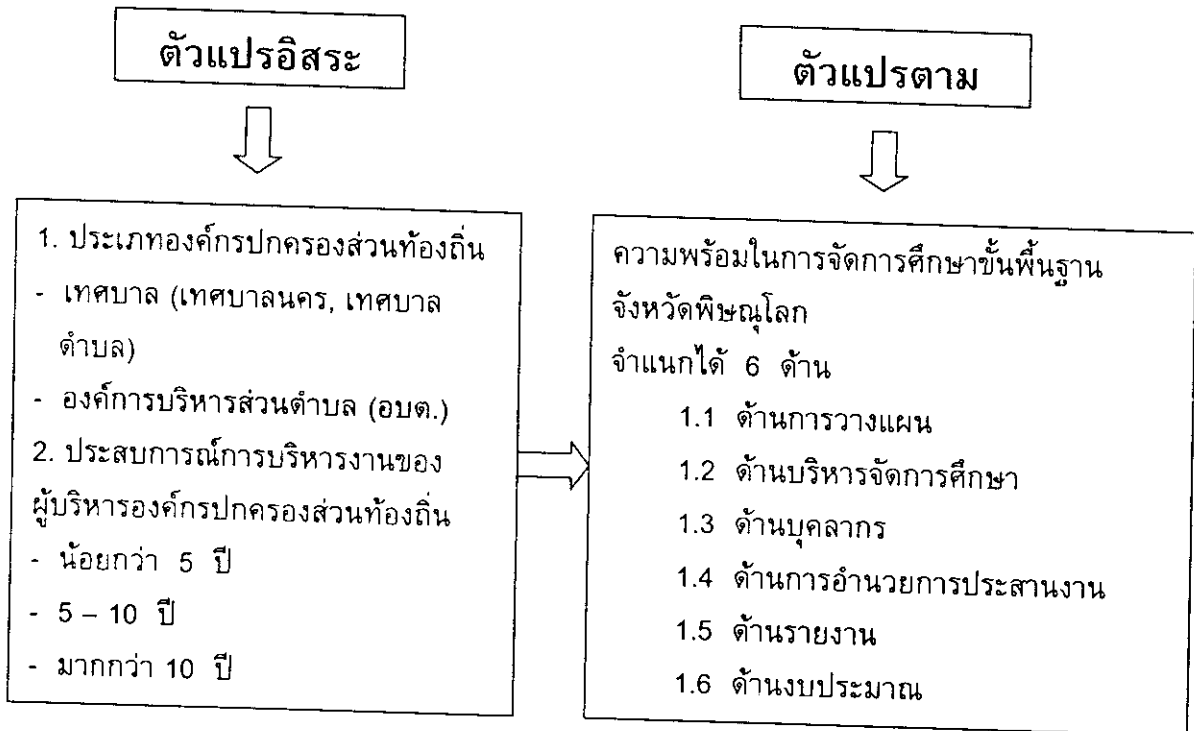 ตัวแปรอิสระ
ตัวแปรตาม
1. ประเภทองค์กรปกครองส่วนท้องถิ่น
- เทศบาล (เทศบาลนคร, เทศบาล
ตำบล)
- องค์การบริหารส่วนตำบล (อบต.)
2. ประสบการณ์การบริหารงานของ
ผู้บริหารองค์กรปกครองส่วนท้องถิ่น
- น้อยกว่า 5 ปี
- 5 – 10 ปี
- มากกว่า 10 ปี
ความพร้อมในการจัดการศึกษาขั้นพื้นฐาน
จังหวัดพิษณุโลก
จำแนกได้ 6 ด้าน
1.1 ด้านการวางแผน
1.2 ด้านบริหารจัดการศึกษา
1.3 ด้านบุคลากร
1.4 ด้านการอำนวยการประสานงาน
1.5 ด้านรายงาน
1.6 ด้านงบประมาณ